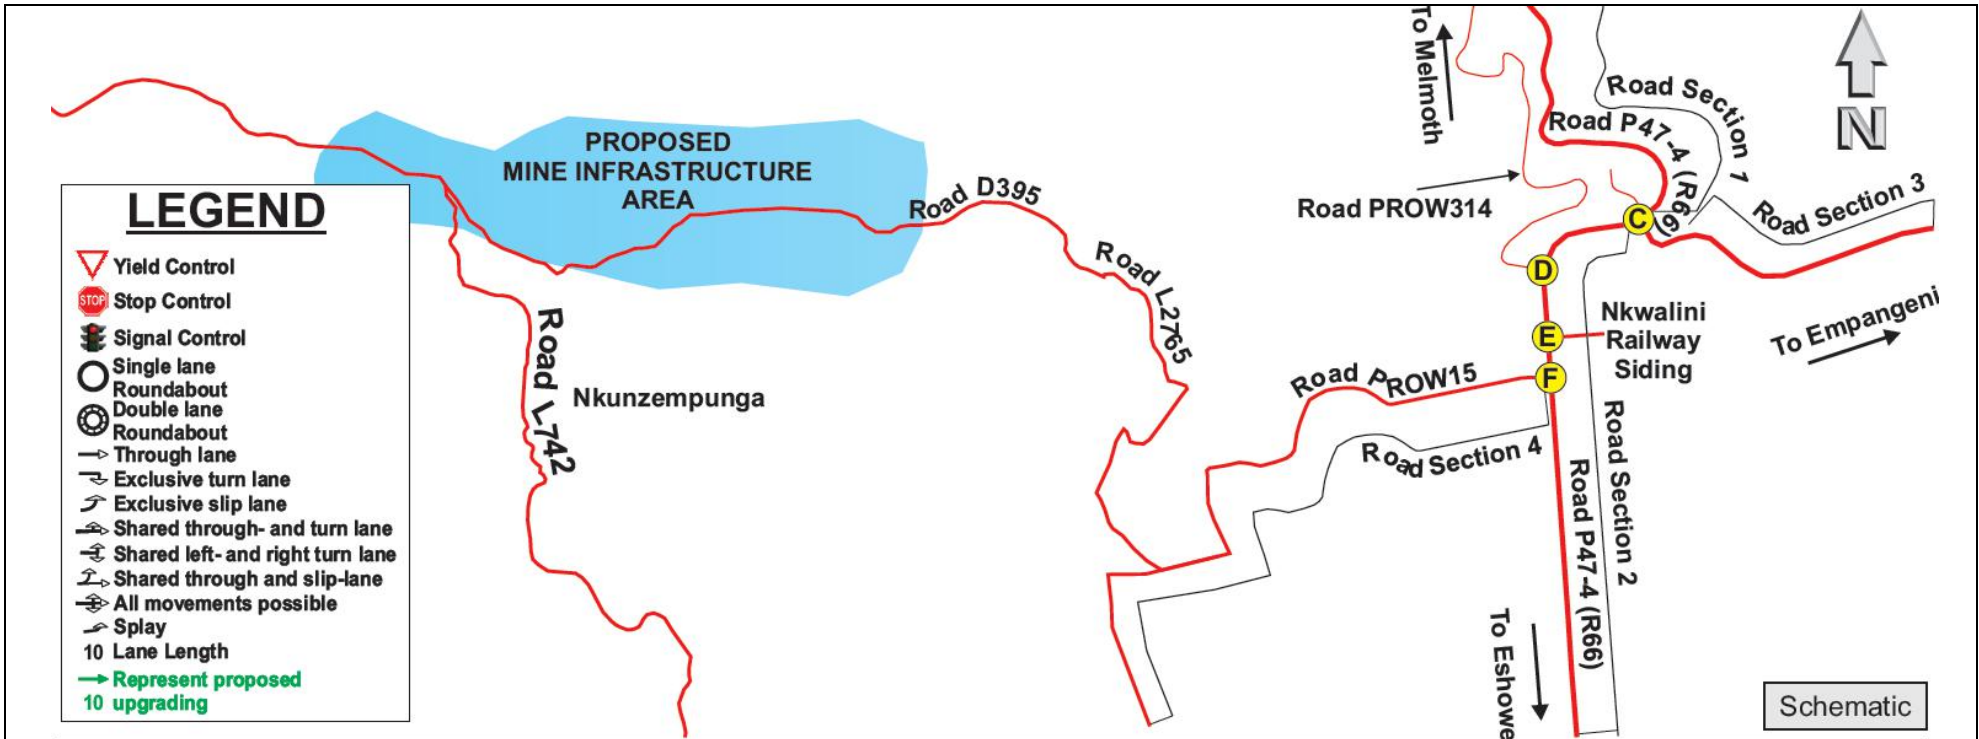 LEGEND
Yield Control
STOP
Stop Control
Signal Control
Single lane
Roundabout
Double lane
Roundabout
Through lane
Exclusive turn lane
Exclusive slip lane
Shared through- and turn lane
Shared left- and right turn lane
Shared through and slip-lane
All movements possible
Splay
10 Lane Length
Represent proposed
10 upgrading
PROPOSED
MINE INFRASTRUCTURE
AREA
Road D395
Road L2765
Road L742
Nkunzempunga
To Melmoth
Road PROW314
Road Section 1
Road P47-4 (R66)
Road Section 3
C
D
E
F
Nkwalini
Railway
Siding
To Empangeni
Road PROW15
Road Section 4
Road Section 2
Road P47-4 (R66)
To Eshowe
N
Schematic